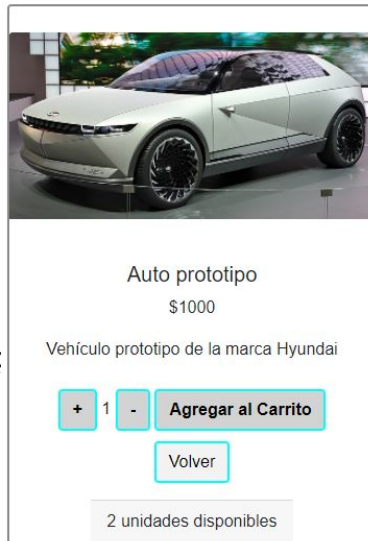 Auto prototipo
$1000
Vehículo prototipo de la marca Hyundai
+ 1 - Agregar al Carrito
Volver
2 unidades disponibles